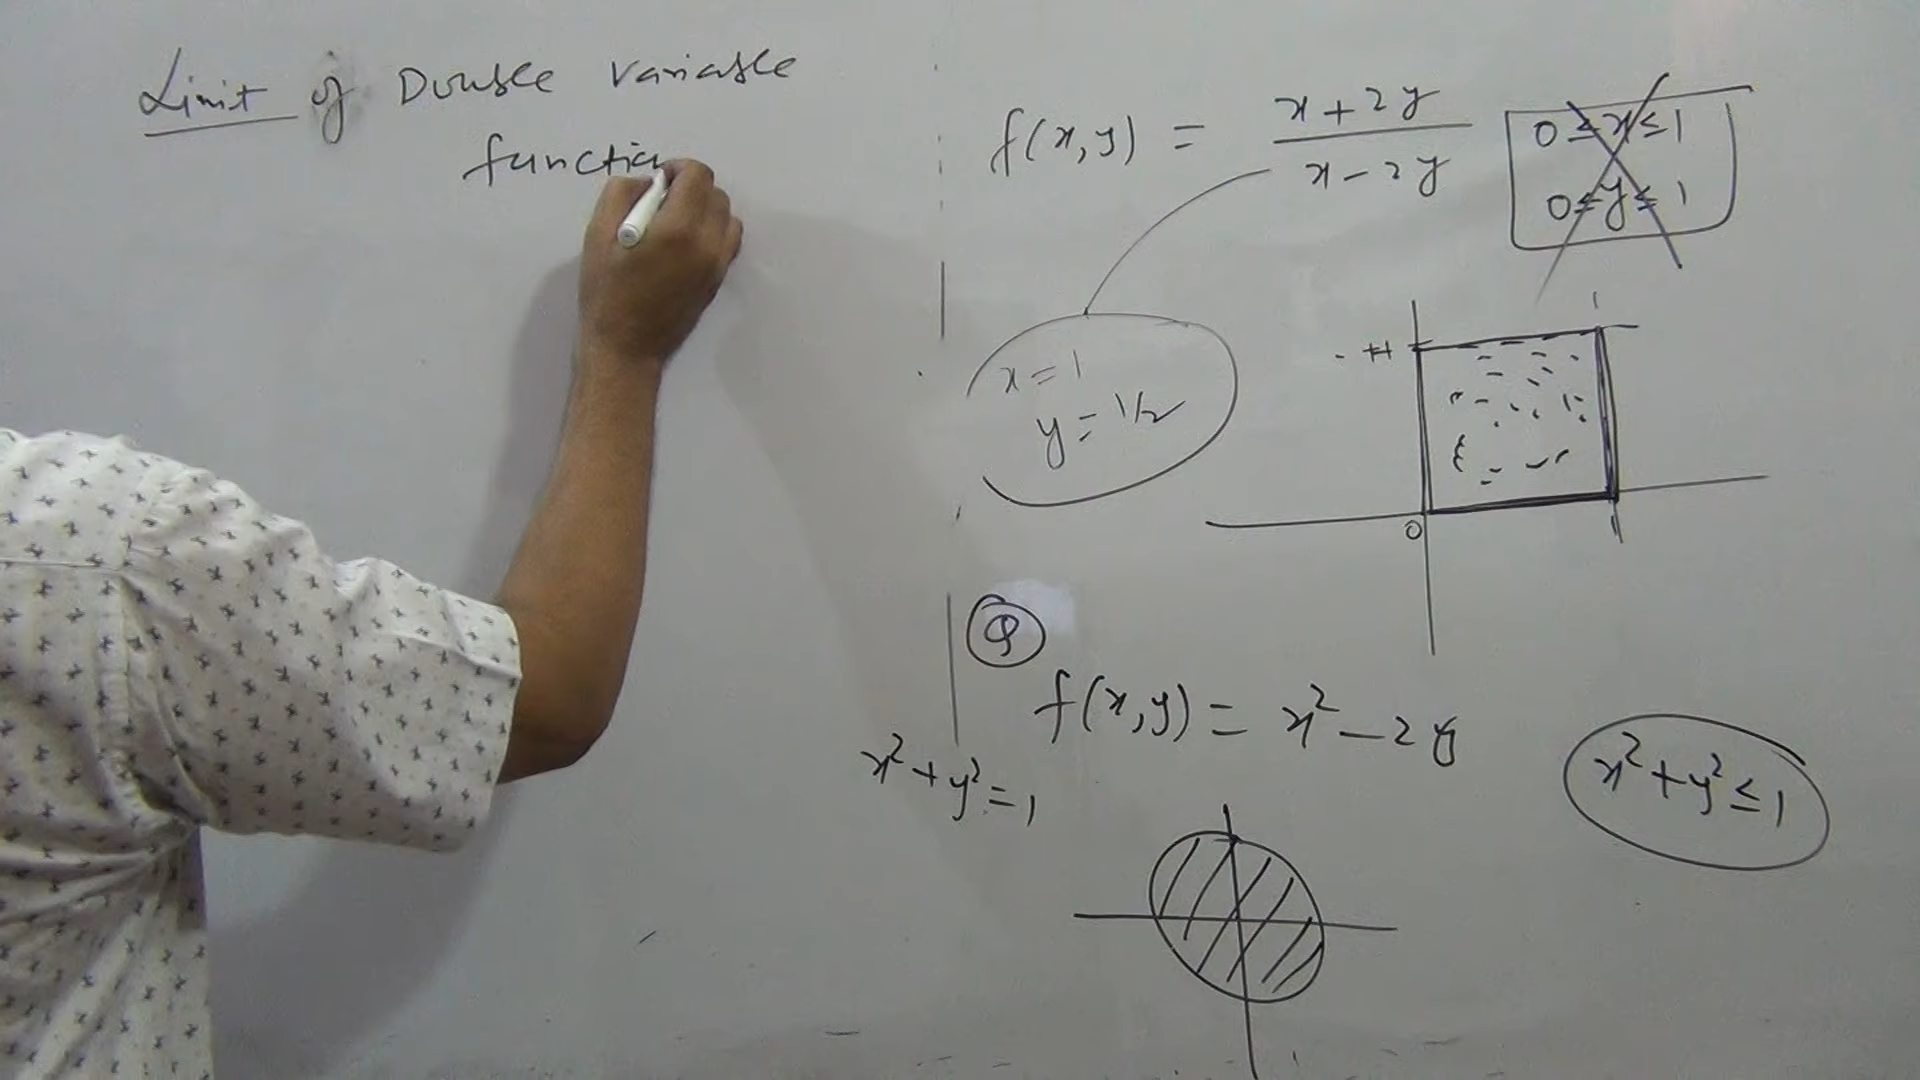 Limit of Double variable
functio
f(x,y) = x+2y / x-2y
0≤x≤1
0≤y≤1
x=1
y=1/2
1
0
Q
f(x,y) = x²-2y
x²+y²=1
x²+y²≤1